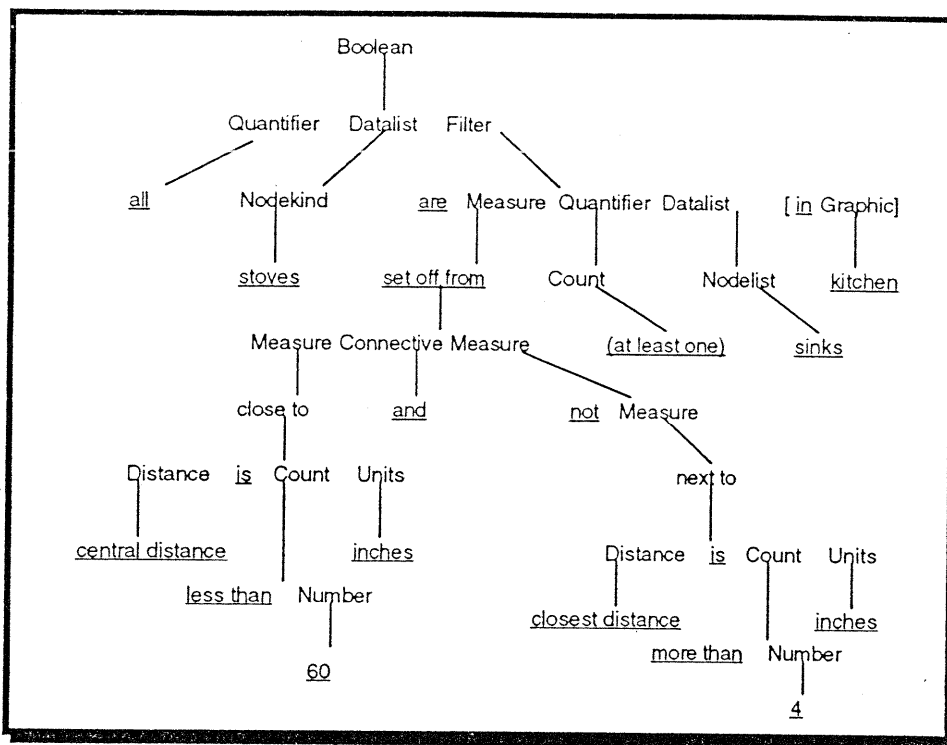 Boolean
Quantifier Datalist Filter
all Nodekind are Measure Quantifier Datalist [ in Graphic]
stoves set off from Count Nodelist kitchen
Measure Connective Measure (at least one) sinks
close to and not Measure
Distance is Count Units next to
central distance inches Distance is Count Units
less than Number closest distance inches
60 more than Number
4